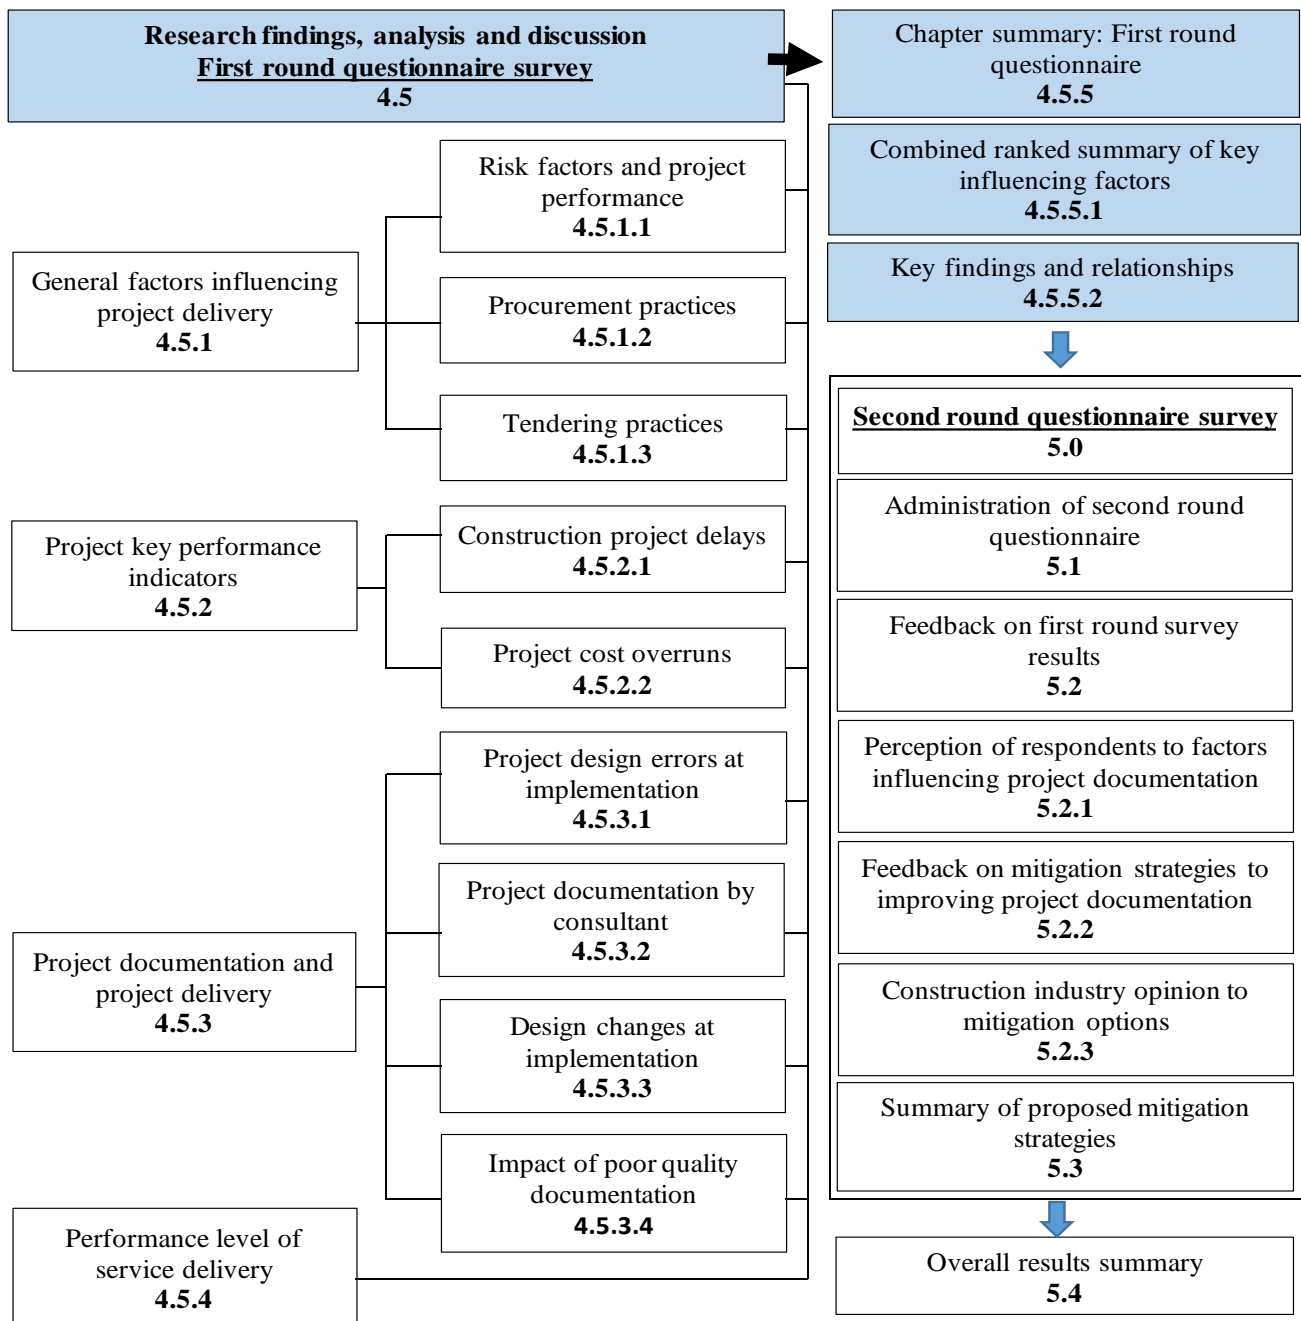 Research findings, analysis and discussion
First round questionnaire survey
4.5
General factors influencing
project delivery
4.5.1
Risk factors and project
performance
4.5.1.1
Procurement practices
4.5.1.2
Tendering practices
4.5.1.3
Project key performance
indicators
4.5.2
Construction project delays
4.5.2.1
Project cost overruns
4.5.2.2
Project documentation and
project delivery
4.5.3
Project design errors at
implementation
4.5.3.1
Project documentation by
consultant
4.5.3.2
Design changes at
implementation
4.5.3.3
Impact of poor quality
documentation
4.5.3.4
Performance level of
service delivery
4.5.4
Chapter summary: First round
questionnaire
4.5.5
Combined ranked summary of key
influencing factors
4.5.5.1
Key findings and relationships
4.5.5.2
Second round questionnaire survey
5.0
Administration of second round
questionnaire
5.1
Feedback on first round survey
results
5.2
Perception of respondents to factors
influencing project documentation
5.2.1
Feedback on mitigation strategies to
improving project documentation
5.2.2
Construction industry opinion to
mitigation options
5.2.3
Summary of proposed mitigation
strategies
5.3
Overall results summary
5.4